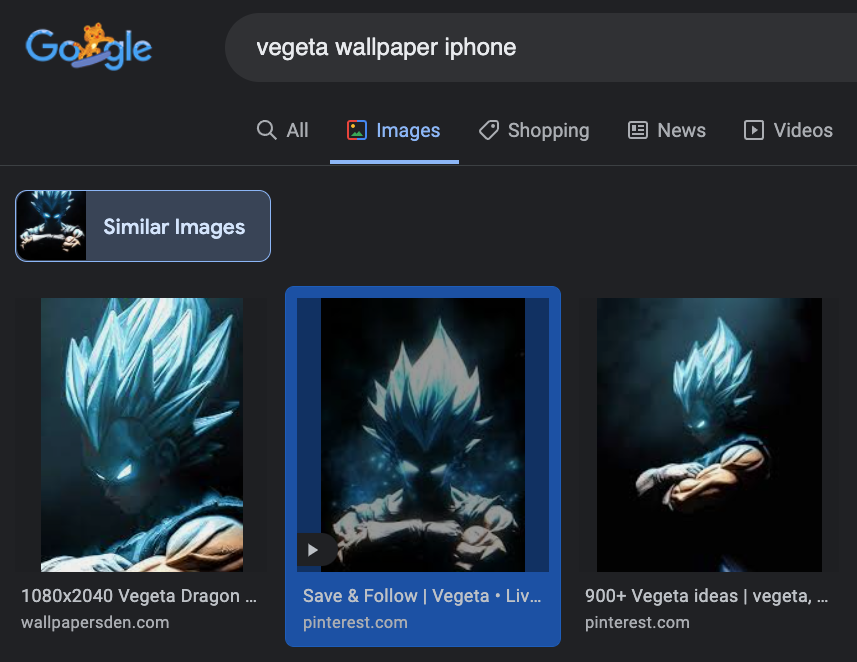 Google
vegeta wallpaper iphone
All Images Shopping News Videos
Similar Images
1080x2040 Vegeta Dragon ...
wallpapersden.com
Save & Follow | Vegeta • Liv...
pinterest.com
900+ Vegeta ideas | vegeta, ...
pinterest.com